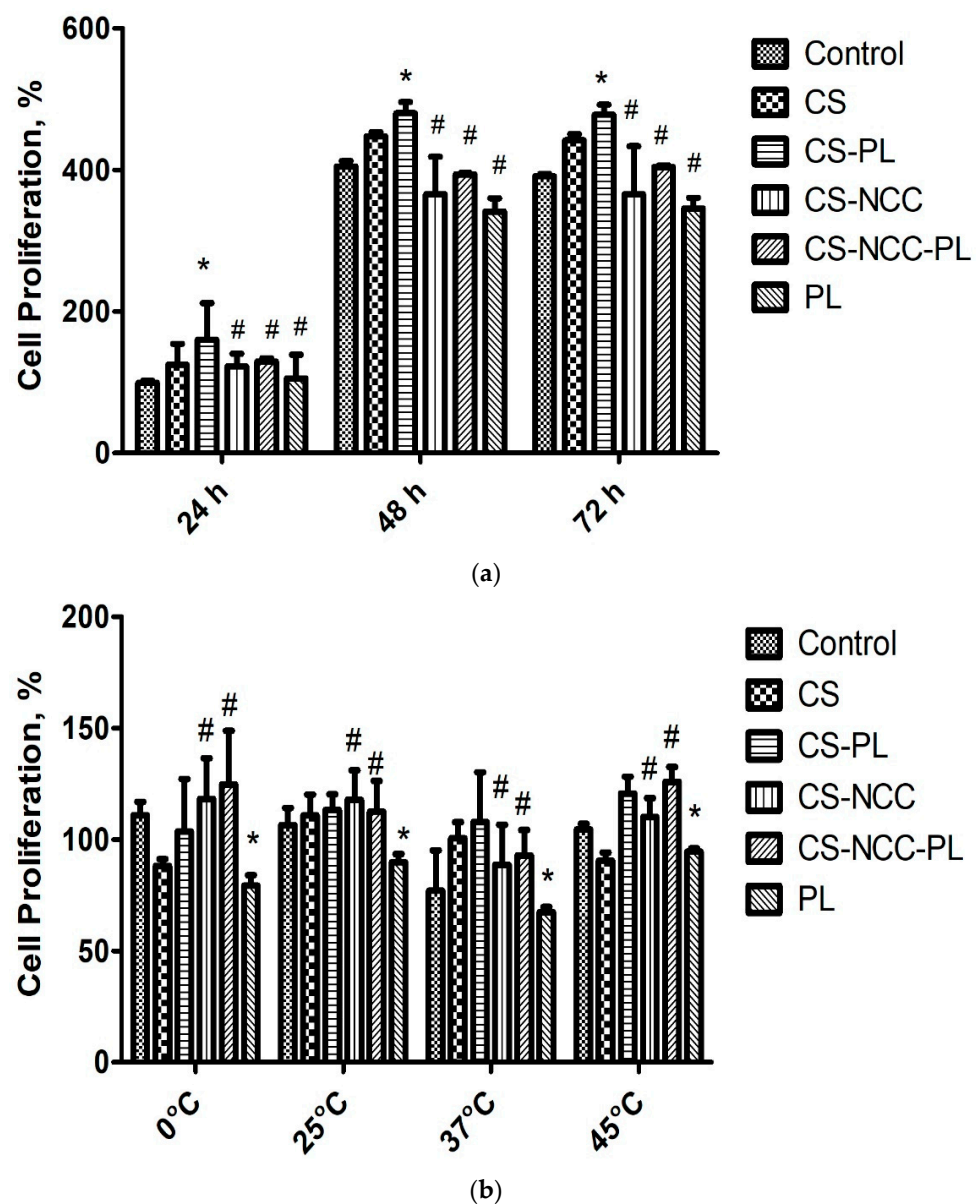 600
400
200
0
Cell Proliferation, %
*
#
#
#
*
#
#
#
*
#
#
#
24 h
48 h
72 h
Control
CS
CS-PL
CS-NCC
CS-NCC-PL
PL
(a)
200
150
100
50
0
Cell Proliferation, %
#
#
*
#
#
*
#
#
*
#
#
*
0°C
25°C
37°C
45°C
Control
CS
CS-PL
CS-NCC
CS-NCC-PL
PL
(b)